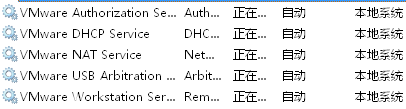 VMware Authorization Se... Auth... 正在... 自动 本地系统
VMware DHCP Service DHC... 正在... 自动 本地系统
VMware NAT Service Net... 正在... 自动 本地系统
VMware USB Arbitration ... Arbit... 正在... 自动 本地系统
VMware Workstation Ser... Rem... 正在... 自动 本地系统